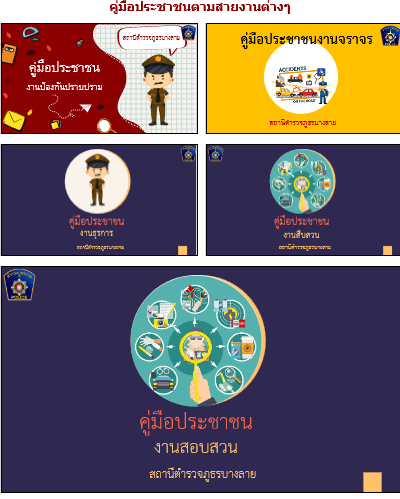 คู่มือประชาชนตามสายงานต่างๆ
สถานีตำรวจภูธรบางลาย
คู่มือประชาชน
งานป้องกันปราบปราม
คู่มือประชาชนงานจราจร
ACCIDENTS
ON THE ROAD
สถานีตำรวจภูธรบางลาย
คู่มือประชาชน
งานธุรการ
สถานีตำรวจภูธรบางลาย
คู่มือประชาชน
งานสืบสวน
สถานีตำรวจภูธรบางลาย
POLICE
คู่มือประชาชน
งานสอบสวน
สถานีตำรวจภูธรบางลาย